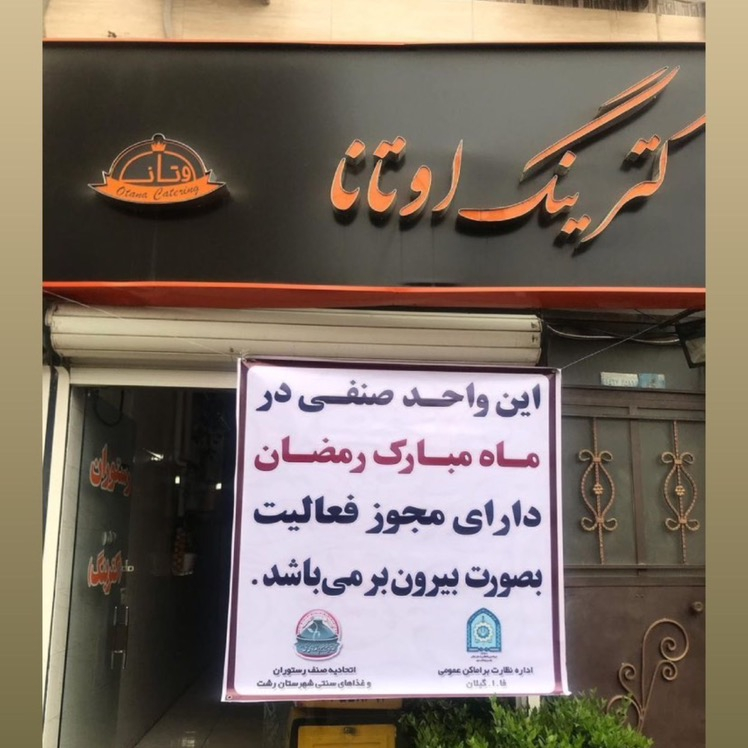 کترینگ اوتانا
اوتانا
Otana Catering
این واحد صنفی در
ماه مبارک رمضان
دارای مجوز فعالیت
بصورت بیرون‌بر می‌باشد.
اداره نظارت بر اماکن عمومی
فا.ا. گیلان
اتحادیه صنف رستوران
و غذاهای سنتی شهرستان رشت
رستوران